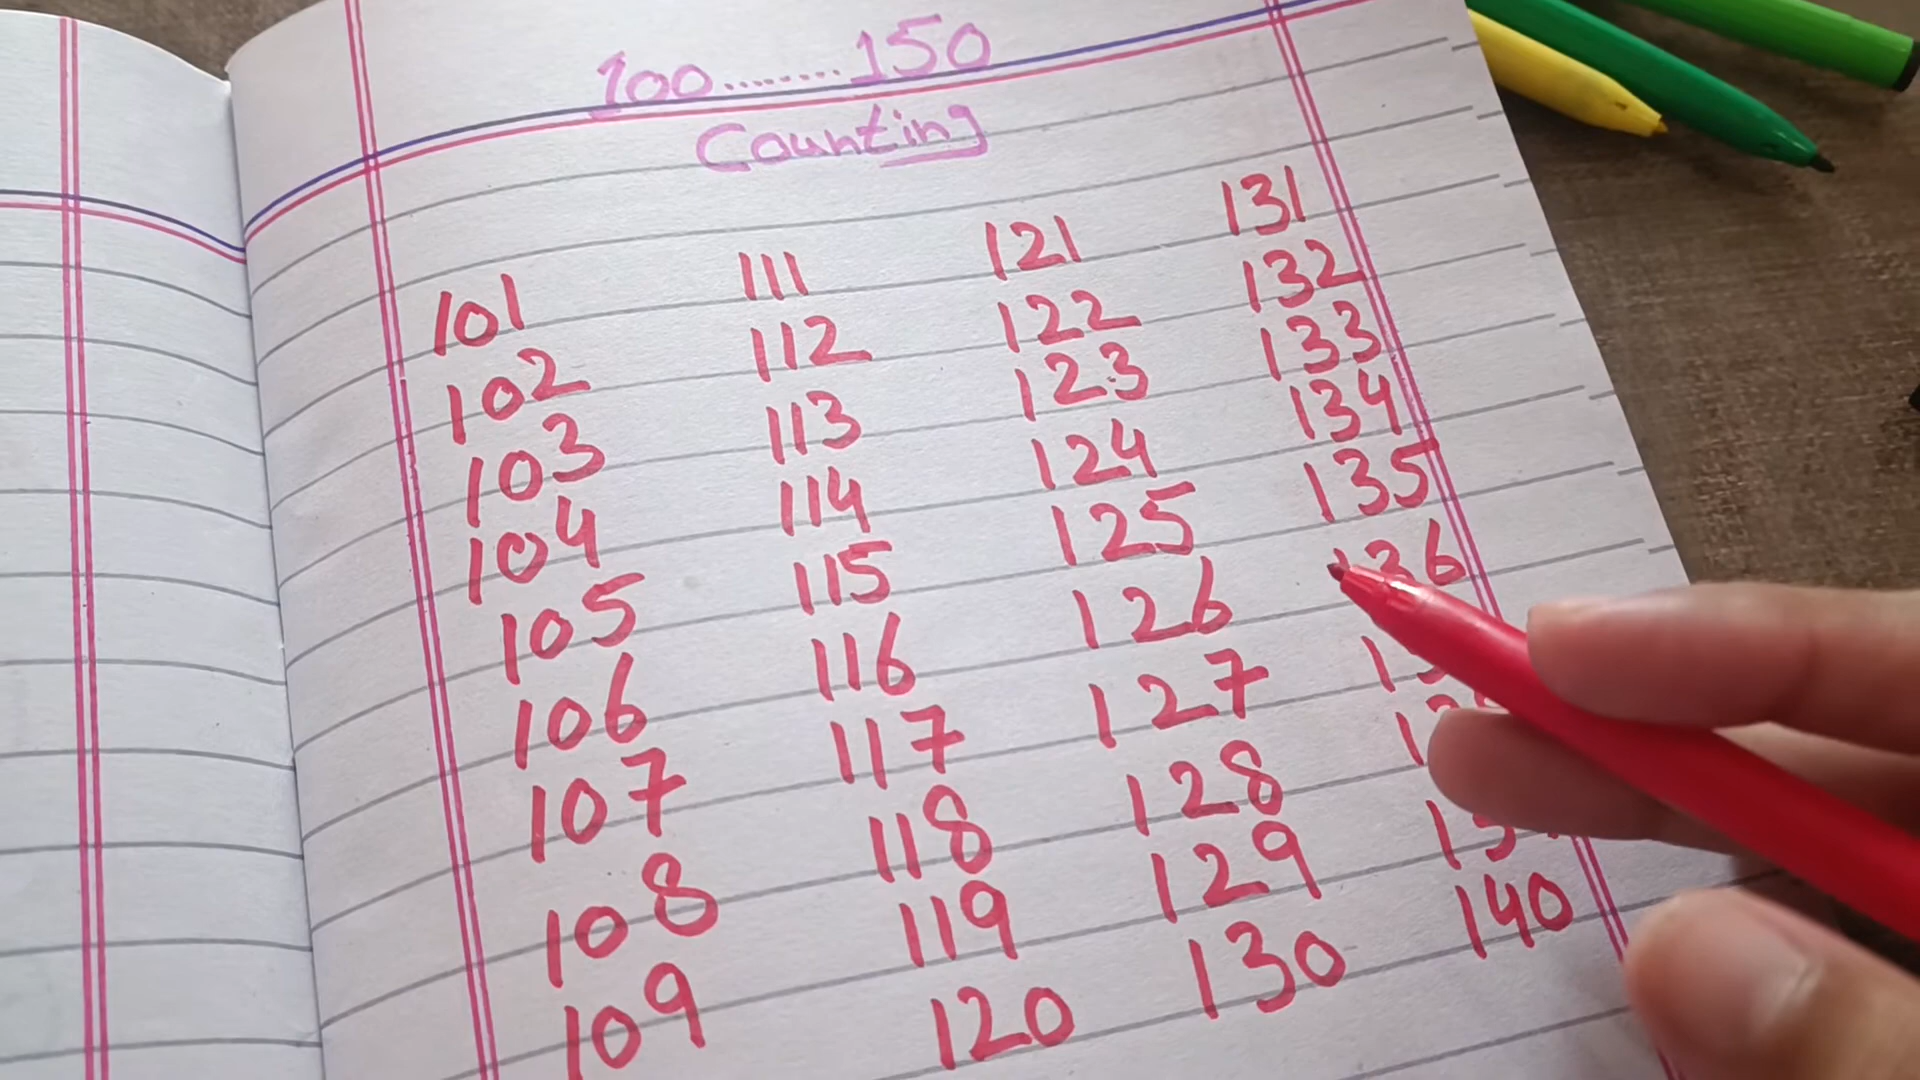 100........150
Counting
101 111 121 131
102 112 122 132
103 113 123 133
104 114 124 134
105 115 125 135
106 116 126 136
107 117 127
108 118 128
109 119 129
120 130 140